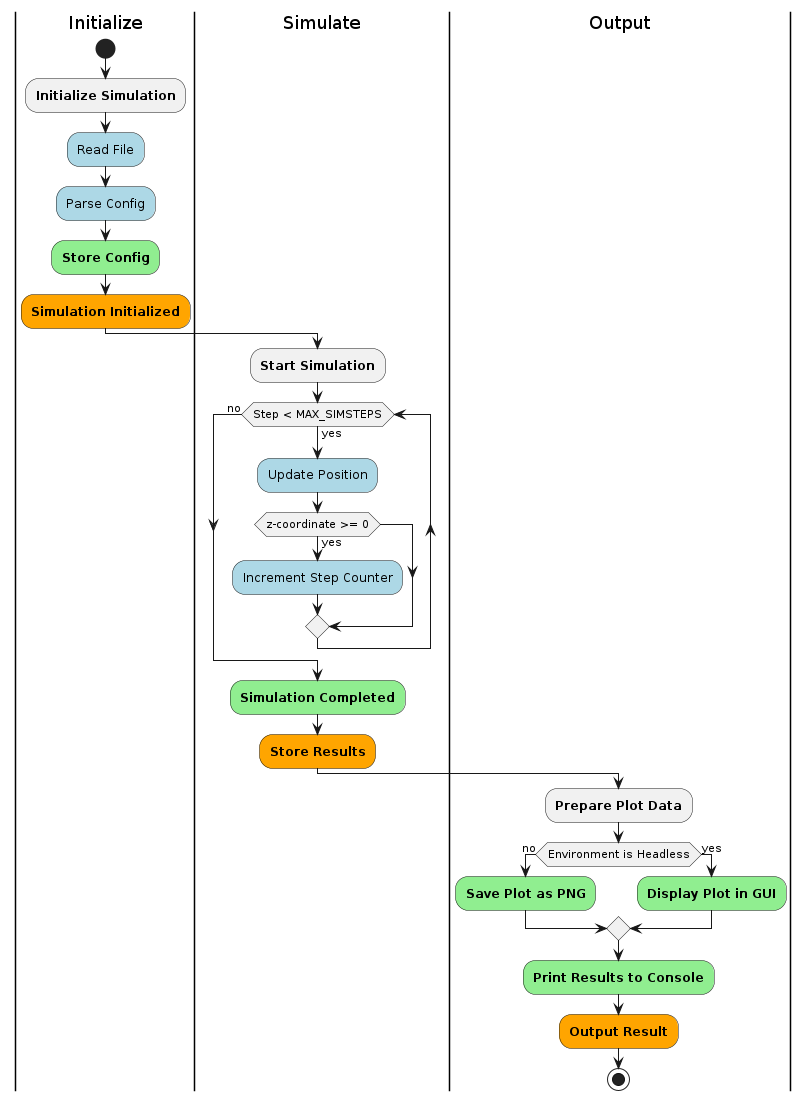 Initialize
Simulate
Output
Initialize Simulation
Read File
Parse Config
Store Config
Simulation Initialized
Start Simulation
no
Step < MAX_SIMSTEPS
yes
Update Position
z-coordinate >= 0
yes
Increment Step Counter
Simulation Completed
Store Results
Prepare Plot Data
no
Environment is Headless
yes
Save Plot as PNG
Display Plot in GUI
Print Results to Console
Output Result